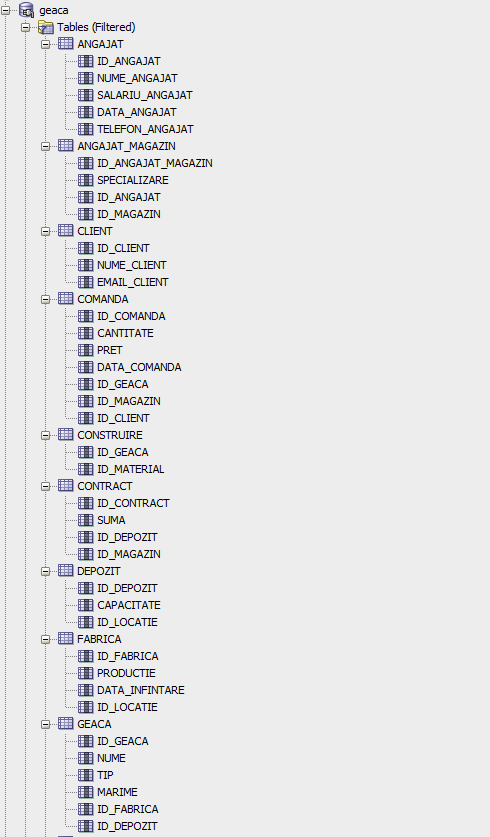 geaca
Tables (Filtered)
ANGAJAT
ID_ANGAJAT
NUME_ANGAJAT
SALARIU_ANGAJAT
DATA_ANGAJAT
TELEFON_ANGAJAT
ANGAJAT_MAGAZIN
ID_ANGAJAT_MAGAZIN
SPECIALIZARE
ID_ANGAJAT
ID_MAGAZIN
CLIENT
ID_CLIENT
NUME_CLIENT
EMAIL_CLIENT
COMANDA
ID_COMANDA
CANTITATE
PRET
DATA_COMANDA
ID_GEACA
ID_MAGAZIN
ID_CLIENT
CONSTRUIRE
ID_GEACA
ID_MATERIAL
CONTRACT
ID_CONTRACT
SUMA
ID_DEPOZIT
ID_MAGAZIN
DEPOZIT
ID_DEPOZIT
CAPACITATE
ID_LOCATIE
FABRICA
ID_FABRICA
PRODUCTIE
DATA_INFINTARE
ID_LOCATIE
GEACA
ID_GEACA
NUME
TIP
MARIME
ID_FABRICA
ID_DEPOZIT